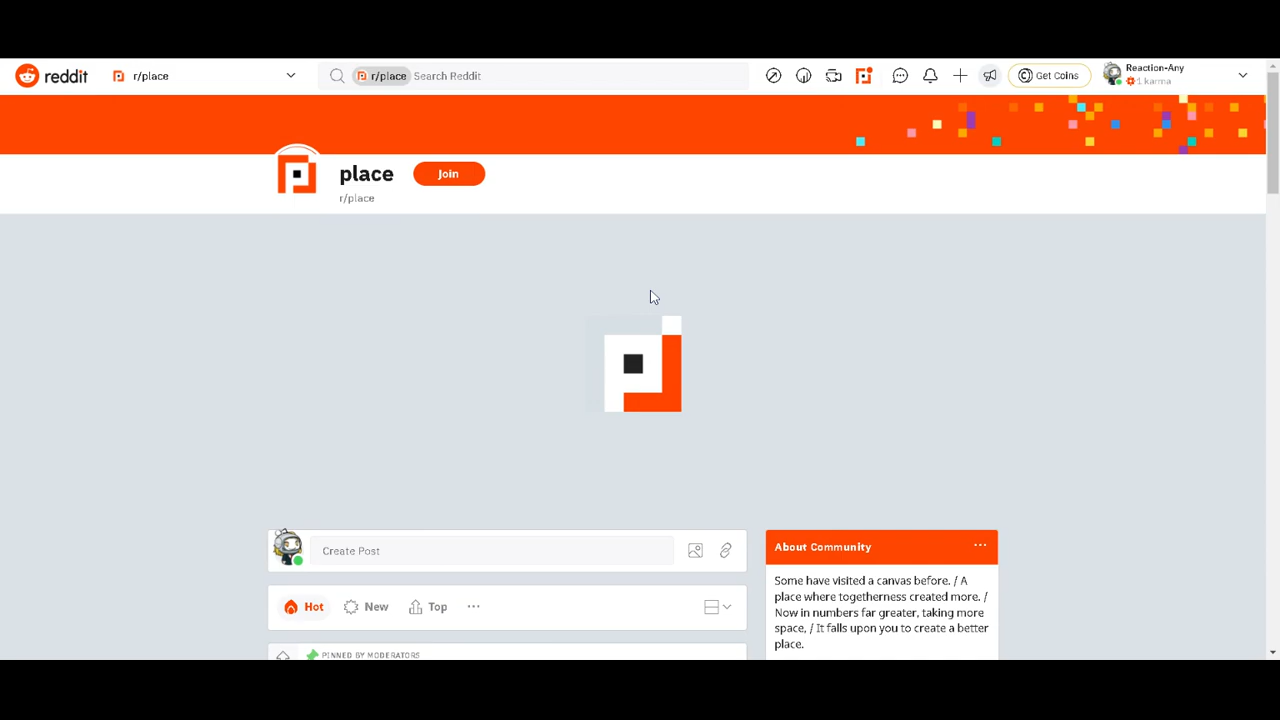 reddit
r/place
r/place Search Reddit
Get Coins
Reaction-Any
1 karma
place
Join
r/place
Create Post
Hot
New
Top
PINNED BY MODERATORS
About Community
Some have visited a canvas before. / A
place where togetherness created more. /
Now in numbers far greater, taking more
space, / It falls upon you to create a better
place.